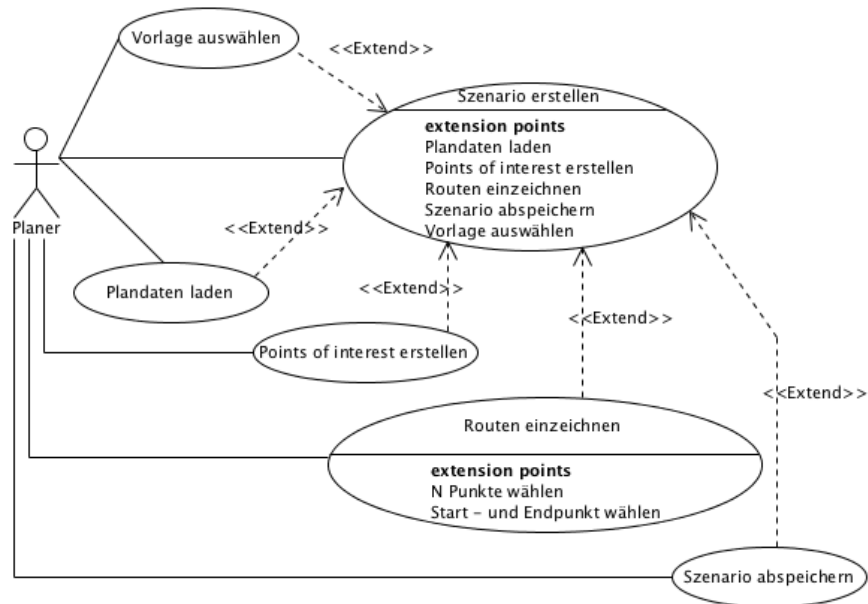 Vorlage auswählen
<<Extend>>
Szenario erstellen
extension points
Plandaten laden
Points of interest erstellen
Routen einzeichnen
Szenario abspeichern
Vorlage auswählen
Planer
<<Extend>>
Plandaten laden
<<Extend>>
Points of interest erstellen
<<Extend>>
<<Extend>>
Routen einzeichnen
extension points
N Punkte wählen
Start - und Endpunkt wählen
Szenario abspeichern